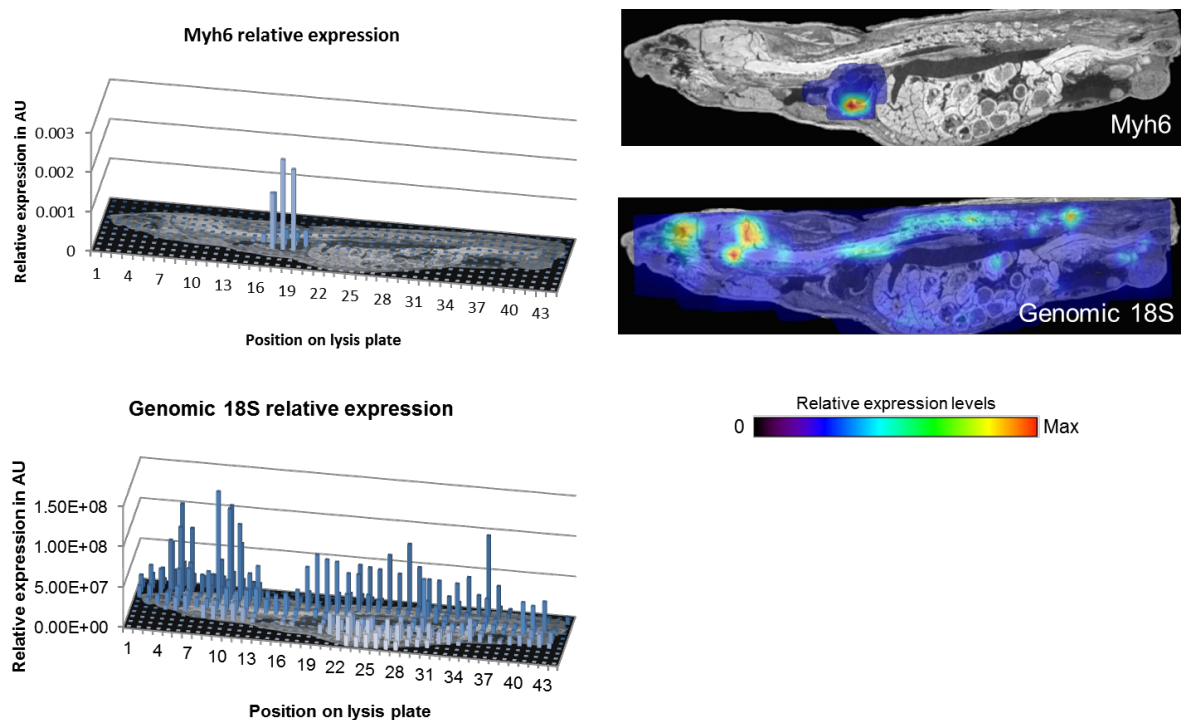 Myh6 relative expression
Relative expression in AU
0.003
0.002
0.001
0
1 4 7 10 13 16 19 22 25 28 31 34 37 40 43
Position on lysis plate
Myh6
Genomic 18S
Relative expression levels
0 Max
Genomic 18S relative expression
Relative expression in AU
1.50E+08
1.00E+08
5.00E+07
0.00E+00
1 4 7 10 13 16 19 22 25 28 31 34 37 40 43
Position on lysis plate